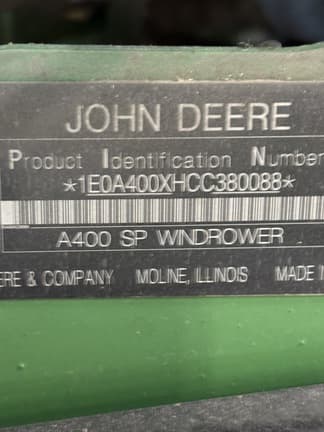 JOHN DEERE
Product Identification Number
*1E0A400XHCC380088*
A400 SP WINDROWER
ERE & COMPANY MOLINE, ILLINOIS MADE